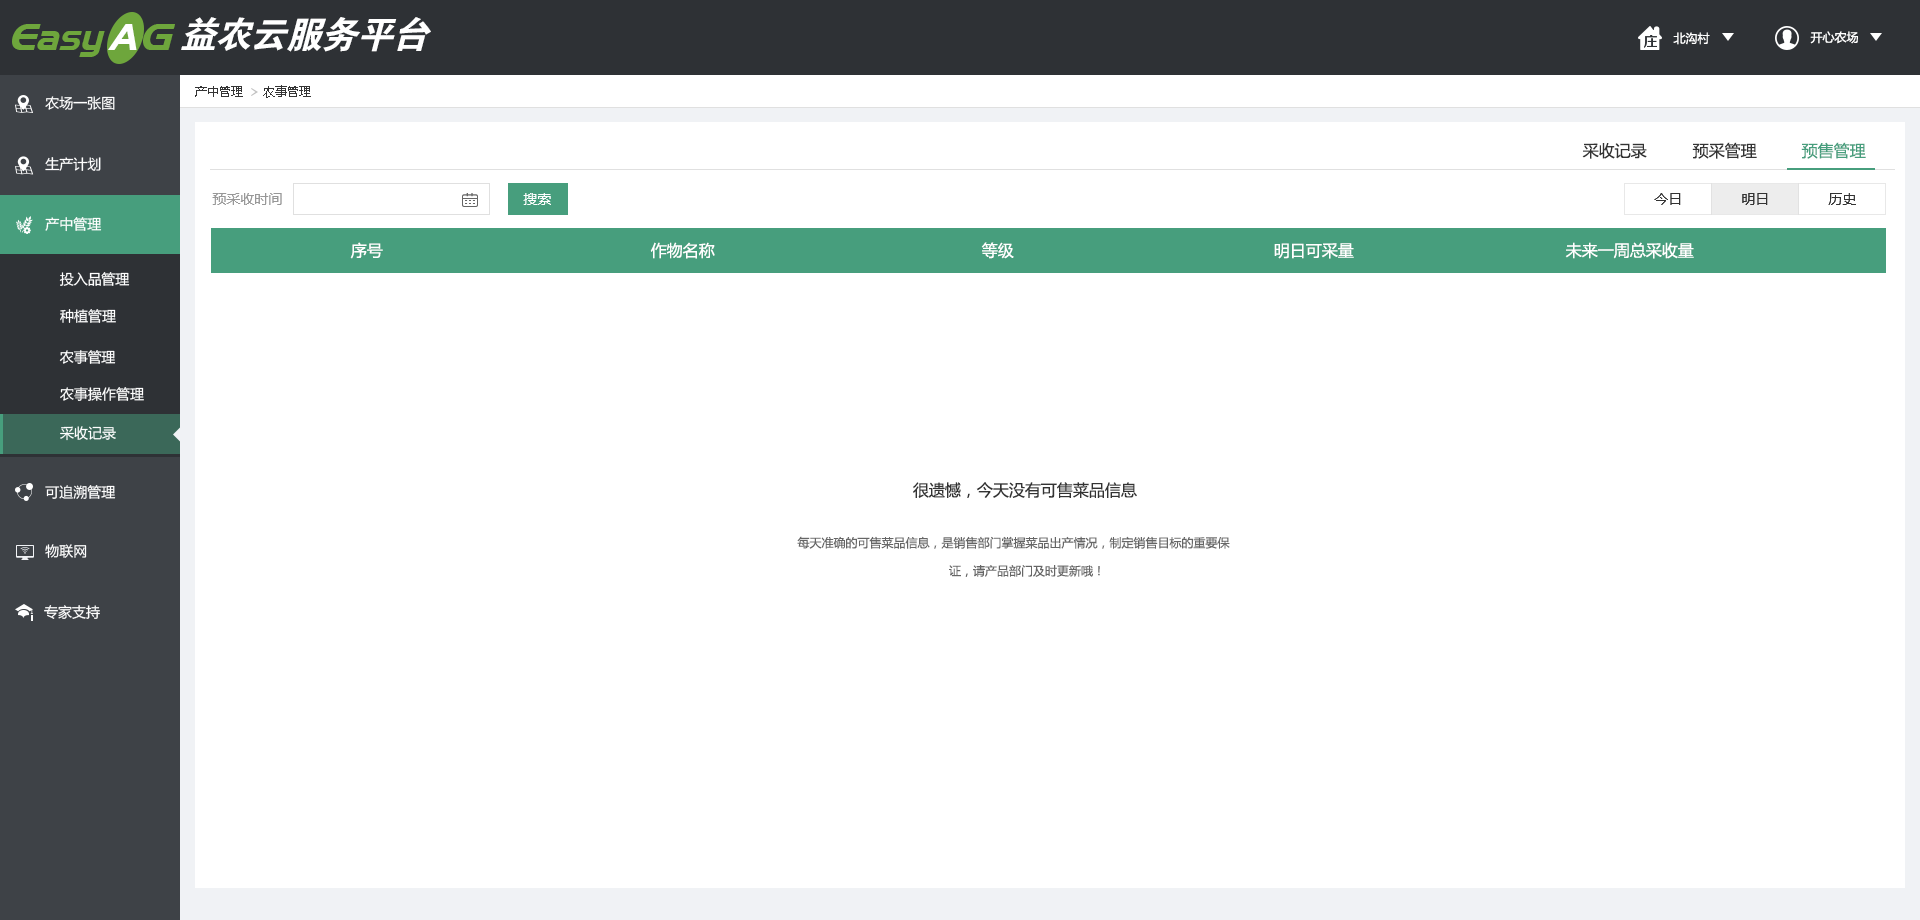 EasyAG 益农云服务平台
庄 北沟村
开心农场
农场一张图
生产计划
产中管理
投入品管理
种植管理
农事管理
农事操作管理
采收记录
可追溯管理
物联网
专家支持
产中管理 > 农事管理
采收记录 预采管理 预售管理
预采收时间 搜索 今日 明日 历史
序号 作物名称 等级 明日可采量 未来一周总采收量
很遗憾，今天没有可售菜品信息
每天准确的可售菜品信息，是销售部门掌握菜品出产情况，制定销售目标的重要保
证，请产品部门及时更新哦！